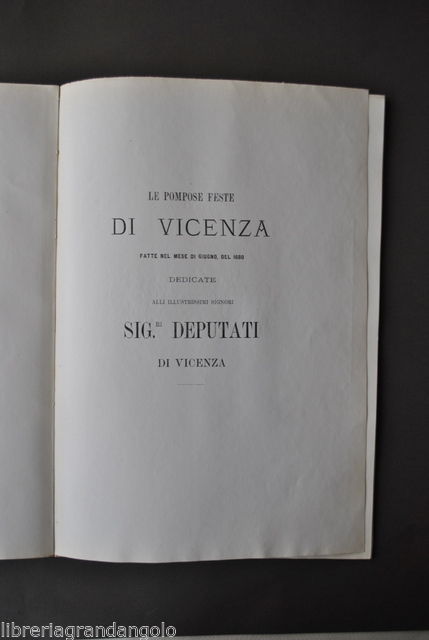 LE POMPOSE FESTE
DI VICENZA
FATTE NEL MESE DI GIUGNO, DEL 1680
DEDICATE
ALLI ILLUSTRISSIMI SIGNORI
SIG.RI DEPUTATI
DI VICENZA
libreriagrandangolo